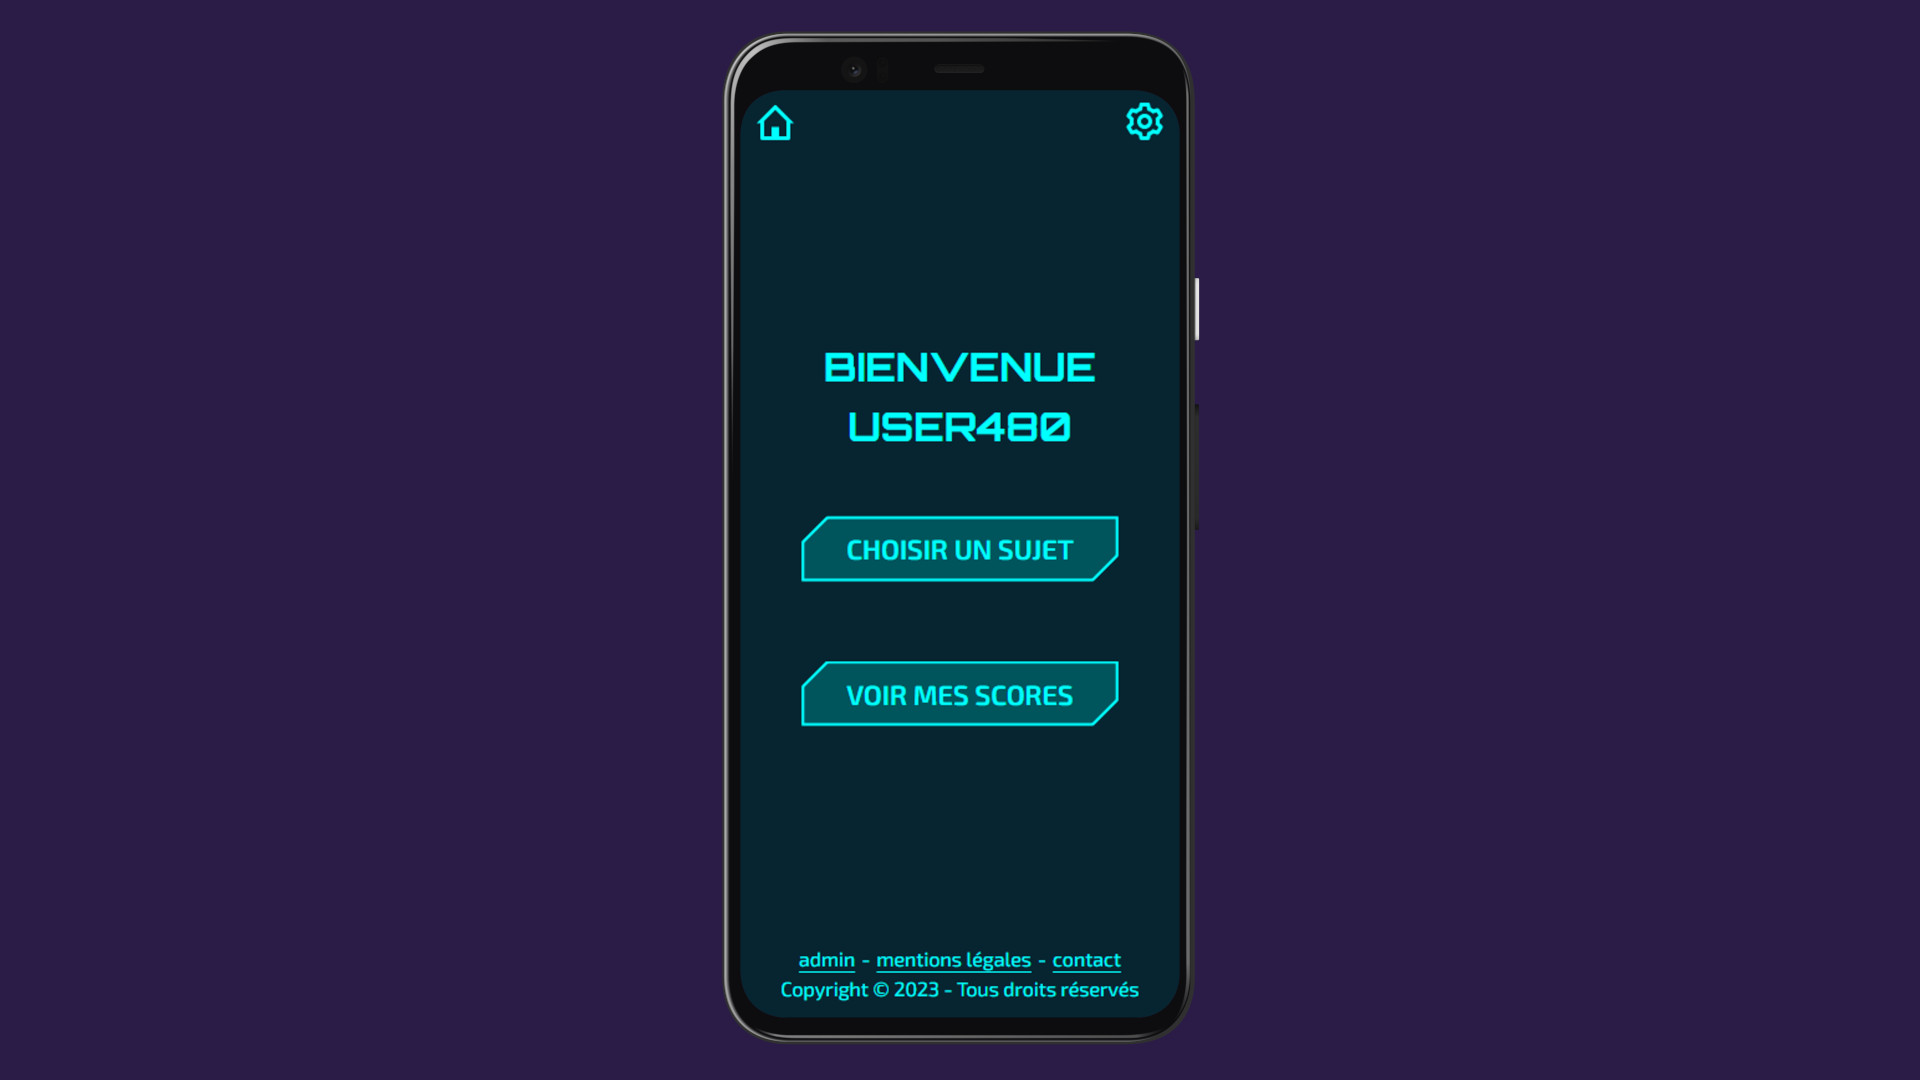 BIENVENUE
USER480
CHOISIR UN SUJET
VOIR MES SCORES
admin - mentions légales - contact
Copyright © 2023 - Tous droits réservés